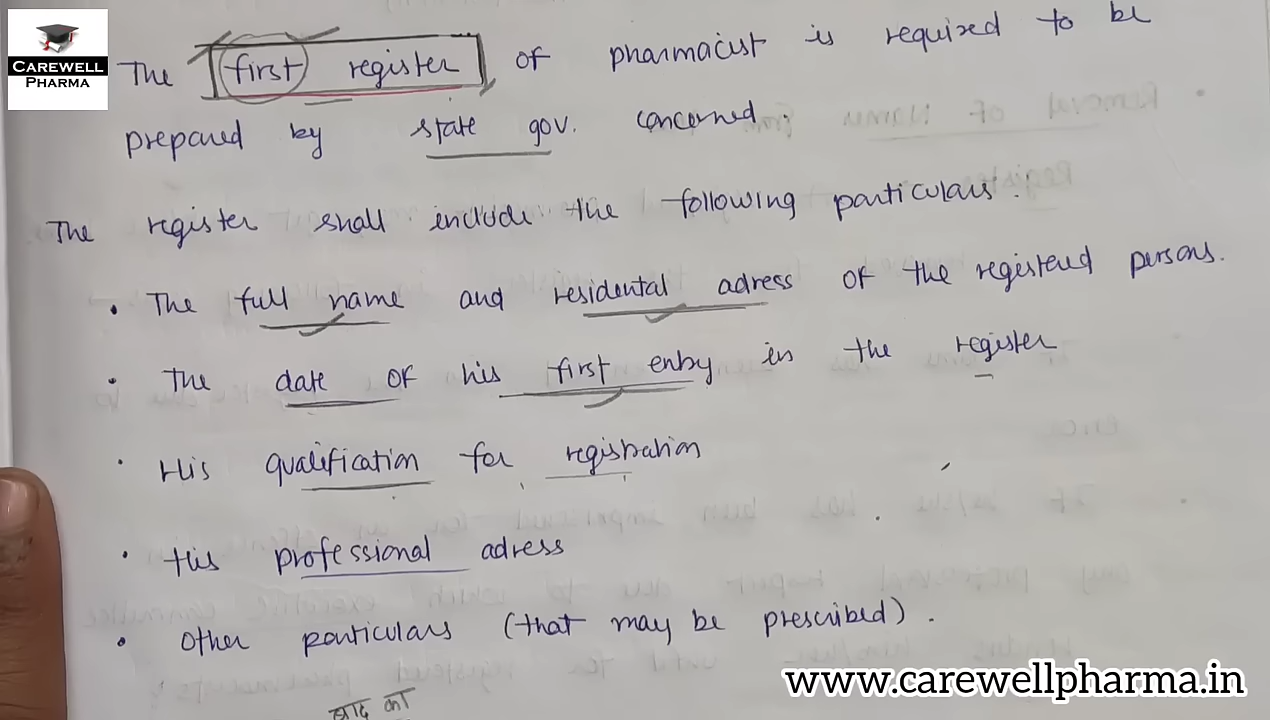 CAREWELL
PHARMA
The first register of pharmacist is required to be
prepared by state gov. concerned.
The register shall include the following particulars.
• The full name and residental adress of the registered persons.
• The date of his first entry in the register
• His qualification for registration
• His professional adress
• Other particulars (that may be prescribed).
बाद का
www.carewellpharma.in